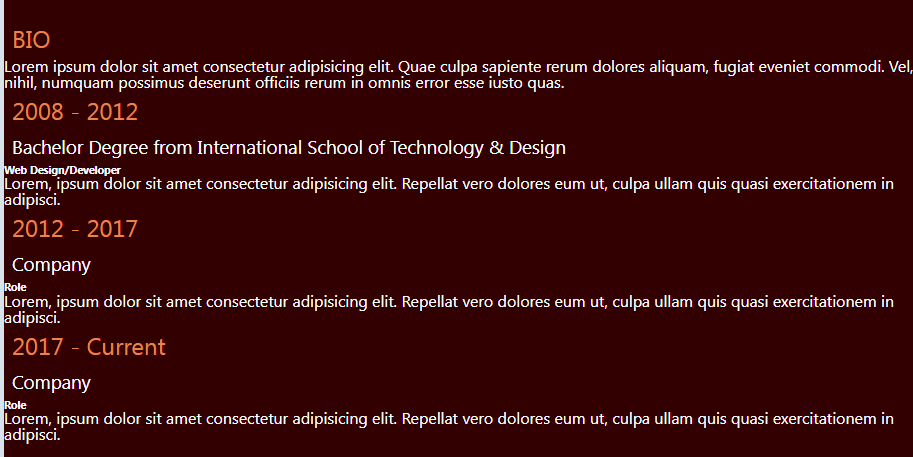 BIO
Lorem ipsum dolor sit amet consectetur adipisicing elit. Quae culpa sapiente rerum dolores aliquam, fugiat eveniet commodi. Vel,
nihil, numquam possimus deserunt officiis rerum in omnis error esse iusto quas.
2008 - 2012
Bachelor Degree from International School of Technology & Design
Web Design/Developer
Lorem, ipsum dolor sit amet consectetur adipisicing elit. Repellat vero dolores eum ut, culpa ullam quis quasi exercitationem in
adipisci.
2012 - 2017
Company
Role
Lorem, ipsum dolor sit amet consectetur adipisicing elit. Repellat vero dolores eum ut, culpa ullam quis quasi exercitationem in
adipisci.
2017 - Current
Company
Role
Lorem, ipsum dolor sit amet consectetur adipisicing elit. Repellat vero dolores eum ut, culpa ullam quis quasi exercitationem in
adipisci.